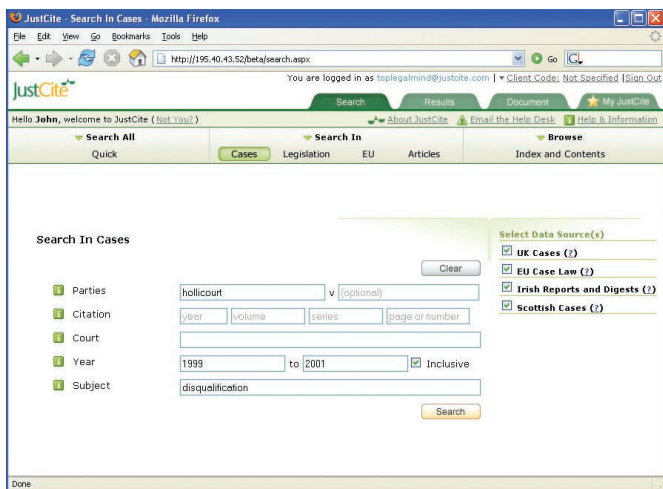 JustCite - Search In Cases - Mozilla Firefox
File Edit View Go Bookmarks Tools Help
http://195.40.43.52/beta/search.aspx Go G
You are logged in as toplegalmind@justcite.com | Client Code: Not Specified |Sign Out
JustCite
Search Results Document My JustCite
Hello John, welcome to JustCite ( Not You? ) About JustCite Email the Help Desk Help & Information
Search All Search In Browse
Quick Cases Legislation EU Articles Index and Contents
Search In Cases
Clear
Parties hollicourt v (optional)
Citation year volume series page or number
Court
Year 1999 to 2001 Inclusive
Subject disqualification
Search
Select Data Source(s)
UK Cases (?)
EU Case Law (?)
Irish Reports and Digests (?)
Scottish Cases (?)
Done